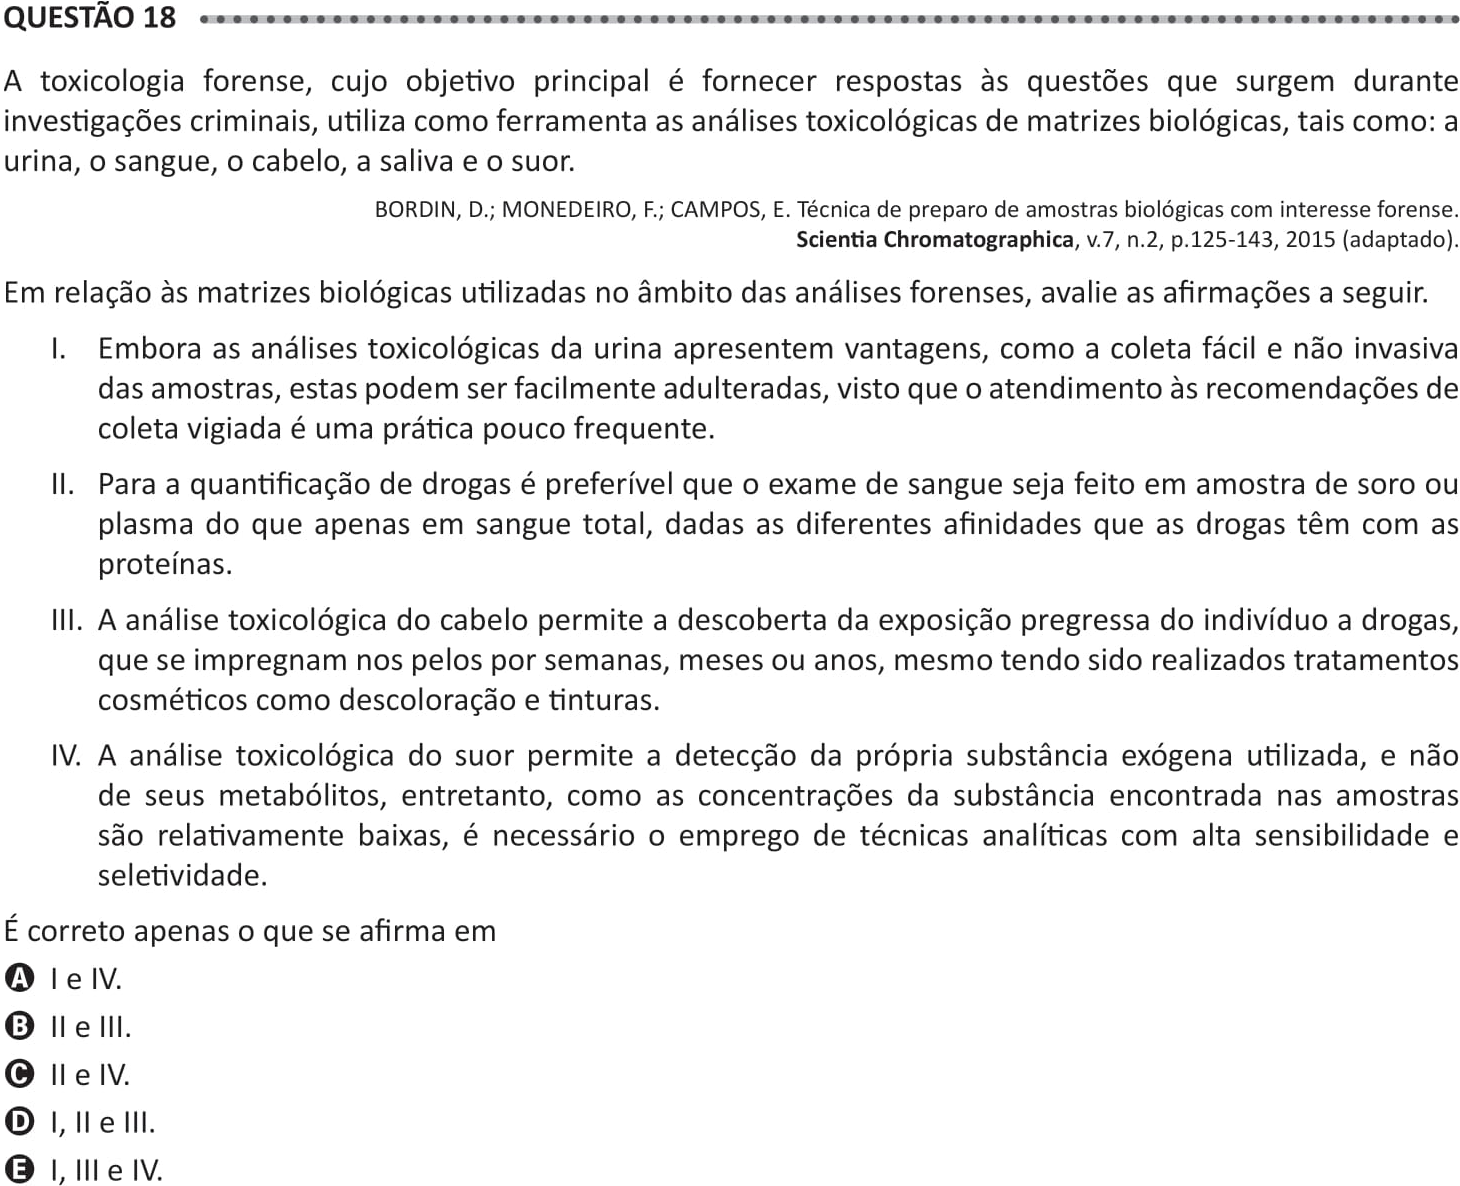 QUESTÃO 18
A toxicologia forense, cujo objetivo principal é fornecer respostas às questões que surgem durante
investigações criminais, utiliza como ferramenta as análises toxicológicas de matrizes biológicas, tais como: a
urina, o sangue, o cabelo, a saliva e o suor.
BORDIN, D.; MONEDEIRO, F.; CAMPOS, E. Técnica de preparo de amostras biológicas com interesse forense.
Scientia Chromatographica, v.7, n.2, p.125-143, 2015 (adaptado).
Em relação às matrizes biológicas utilizadas no âmbito das análises forenses, avalie as afirmações a seguir.
I. Embora as análises toxicológicas da urina apresentem vantagens, como a coleta fácil e não invasiva
das amostras, estas podem ser facilmente adulteradas, visto que o atendimento às recomendações de
coleta vigiada é uma prática pouco frequente.
II. Para a quantificação de drogas é preferível que o exame de sangue seja feito em amostra de soro ou
plasma do que apenas em sangue total, dadas as diferentes afinidades que as drogas têm com as
proteínas.
III. A análise toxicológica do cabelo permite a descoberta da exposição pregressa do indivíduo a drogas,
que se impregnam nos pelos por semanas, meses ou anos, mesmo tendo sido realizados tratamentos
cosméticos como descoloração e tinturas.
IV. A análise toxicológica do suor permite a detecção da própria substância exógena utilizada, e não
de seus metabólitos, entretanto, como as concentrações da substância encontrada nas amostras
são relativamente baixas, é necessário o emprego de técnicas analíticas com alta sensibilidade e
seletividade.
É correto apenas o que se afirma em
A I e IV.
B II e III.
C II e IV.
D I, II e III.
E I, III e IV.